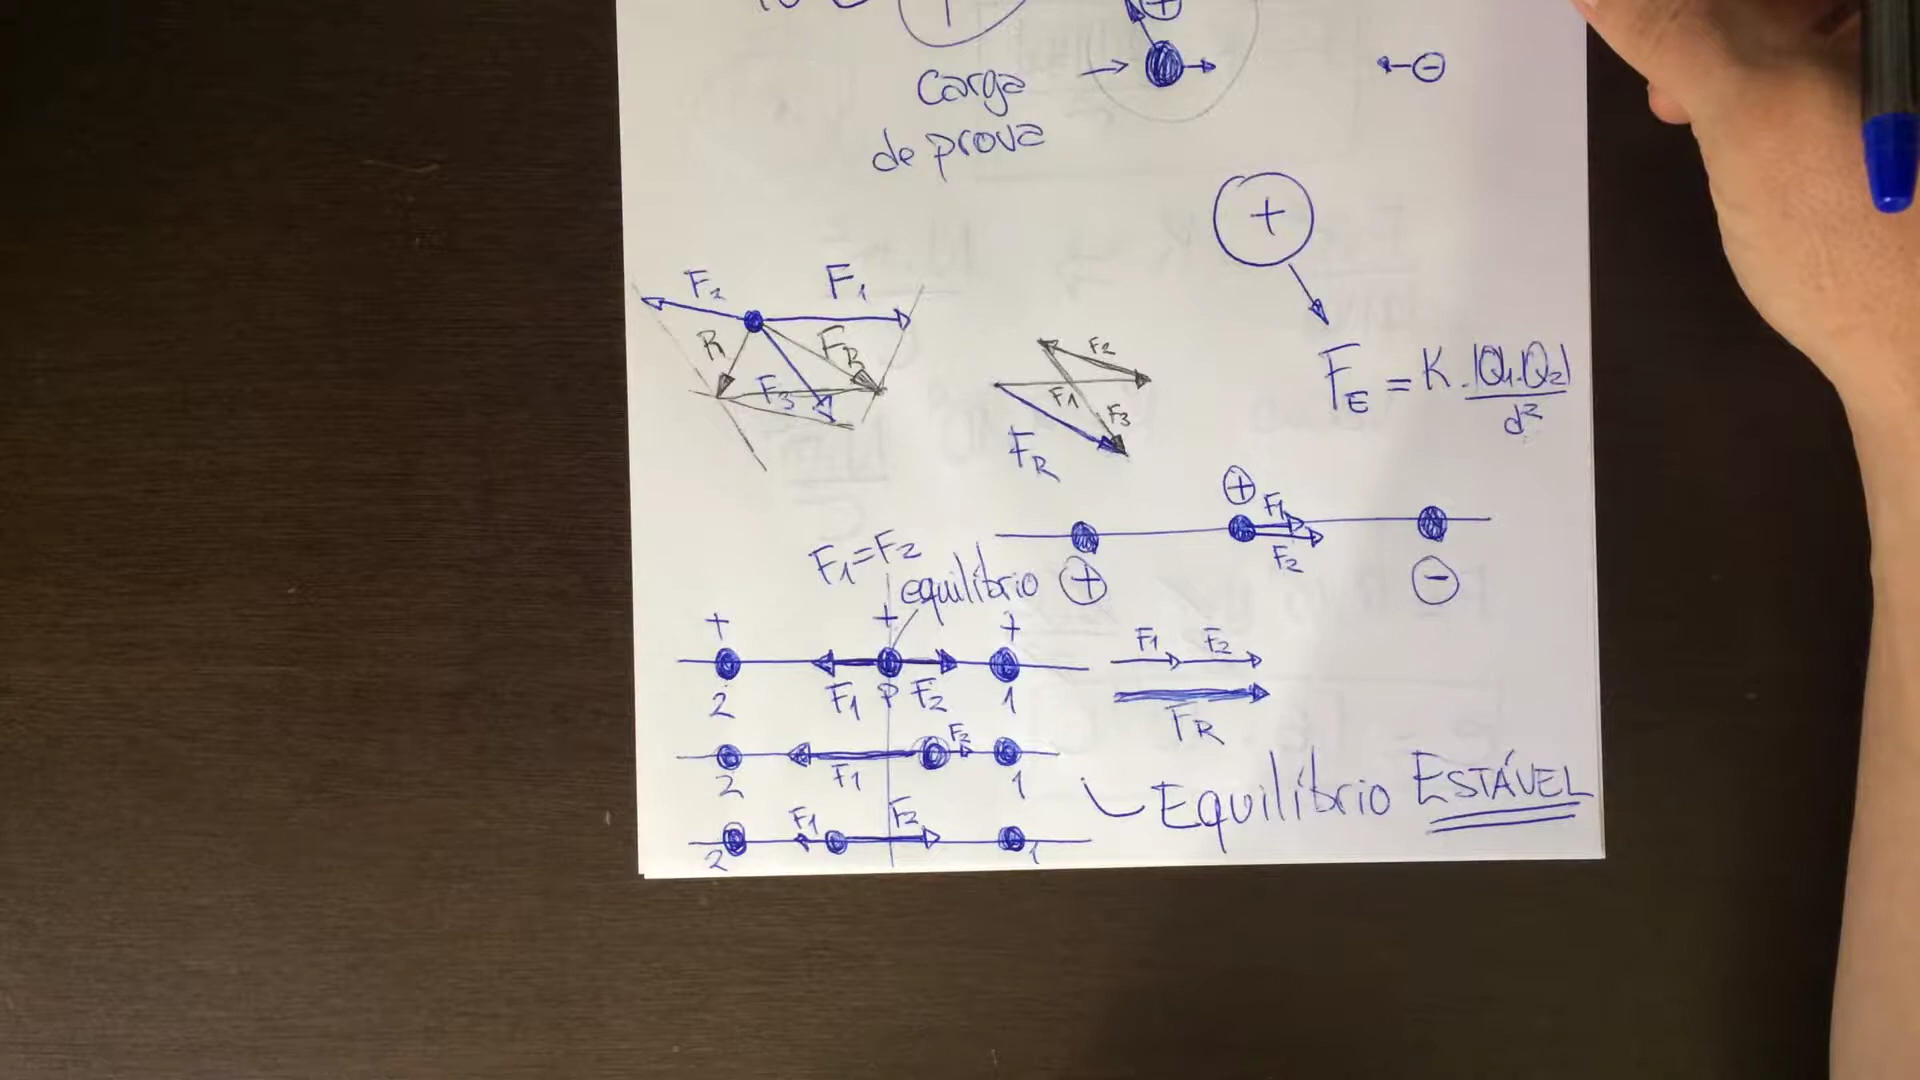 +
Carga
de prova
−
+
F2 F1
R FR
F3
F2
F1
F3
FR
FE = K . |Q1.Q2|
d²
+
F1
F2
+
−
F1=F2
equilíbrio
+ + +
2 F1 P F2 1
F1 F2
FR
F2
2 F1 1
F1 F2
2 1
Equilíbrio ESTÁVEL